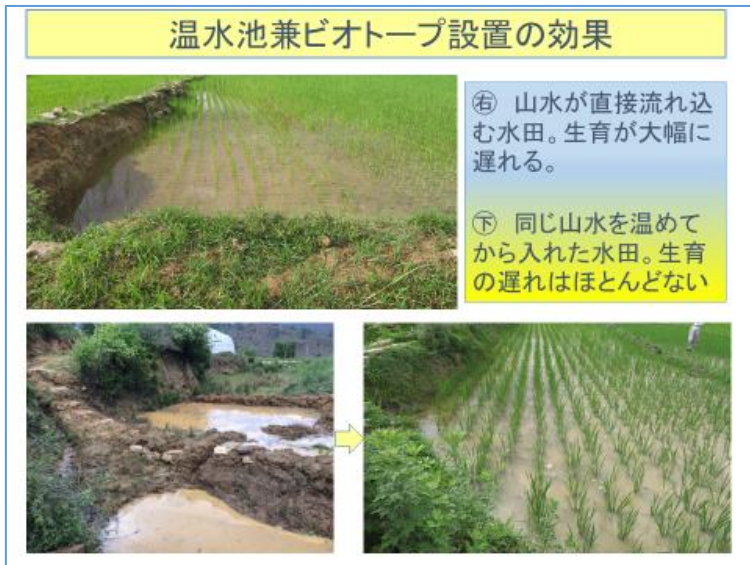 温水池兼ビオトープ設置の効果
㊨ 山水が直接流れ込
む水田。生育が大幅に
遅れる。
㊦ 同じ山水を温めて
から入れた水田。生育
の遅れはほとんどない